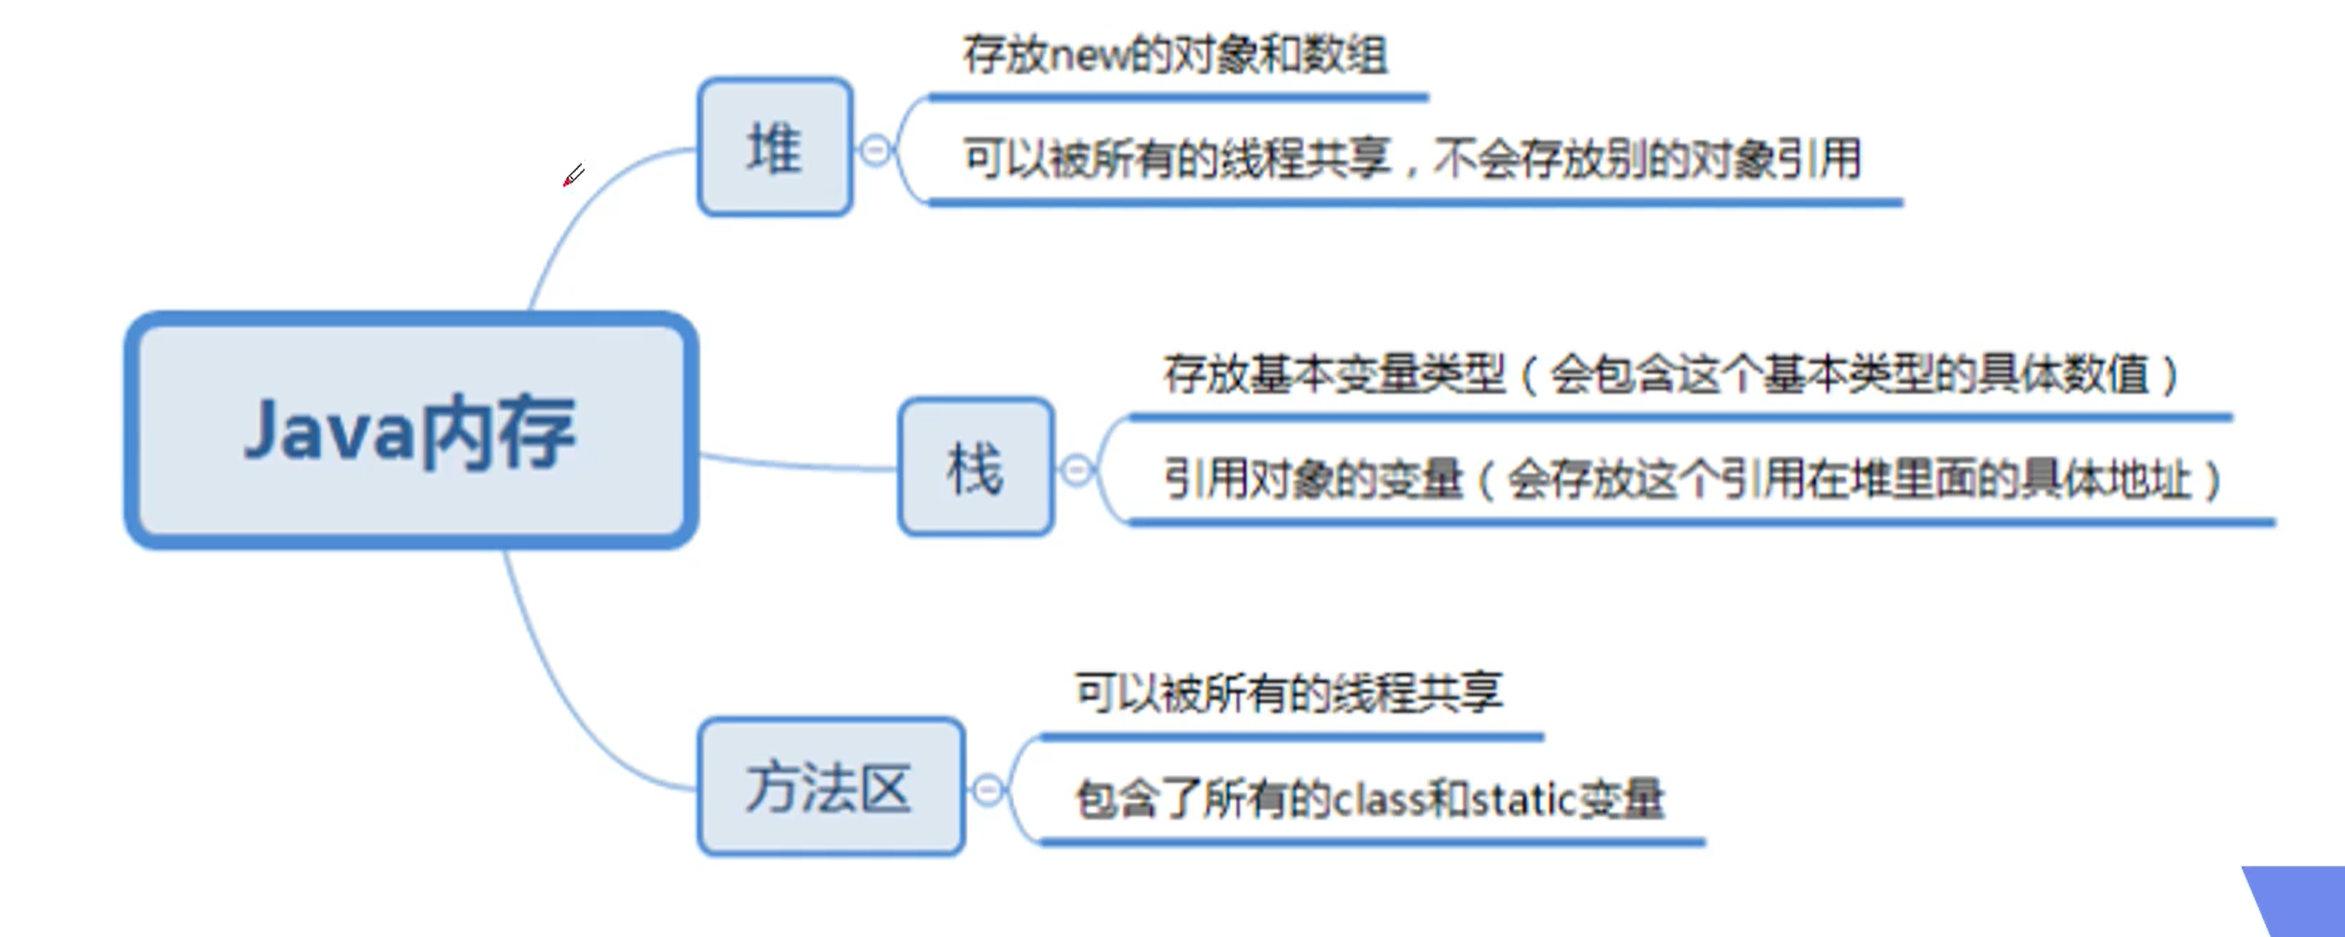 存放new的对象和数组
堆
可以被所有的线程共享，不会存放别的对象引用
Java内存
存放基本变量类型（会包含这个基本类型的具体数值）
栈
引用对象的变量（会存放这个引用在堆里面的具体地址）
可以被所有的线程共享
方法区
包含了所有的class和static变量